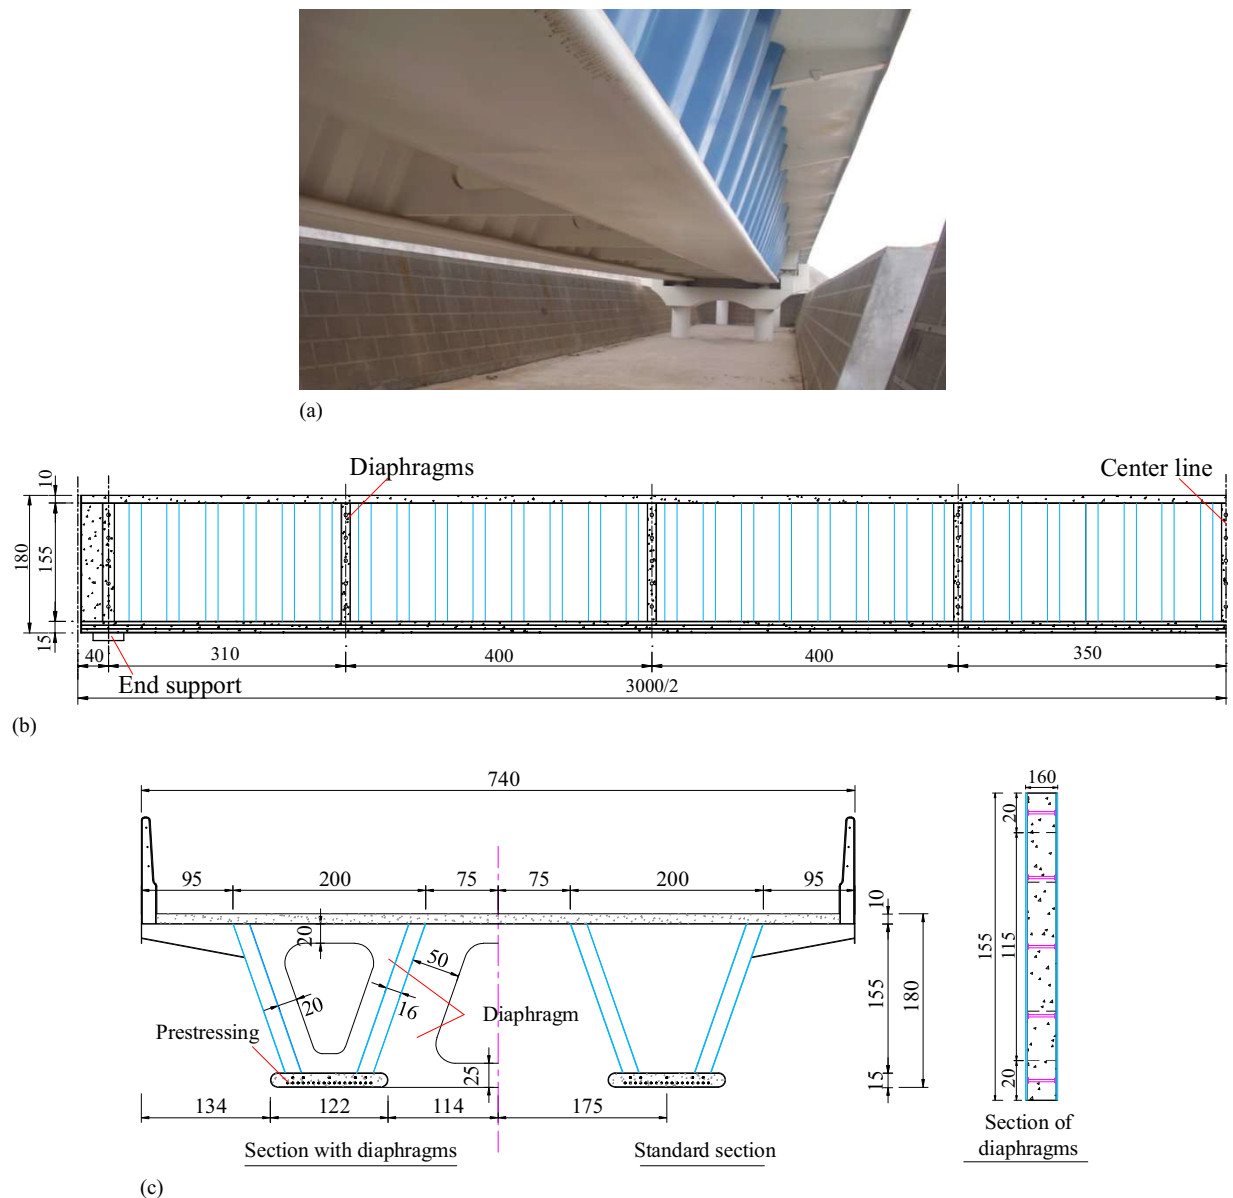 (a)
Diaphragms
Center line
10
180
155
15
40
310
400
400
350
End support
3000/2
(b)
740
160
95
200
75
75
200
95
10
20
20
50
155
180
155
115
20
16
Diaphragm
Prestressing
25
15
20
134
122
114
175
Section with diaphragms
Standard section
Section of
diaphragms
(c)